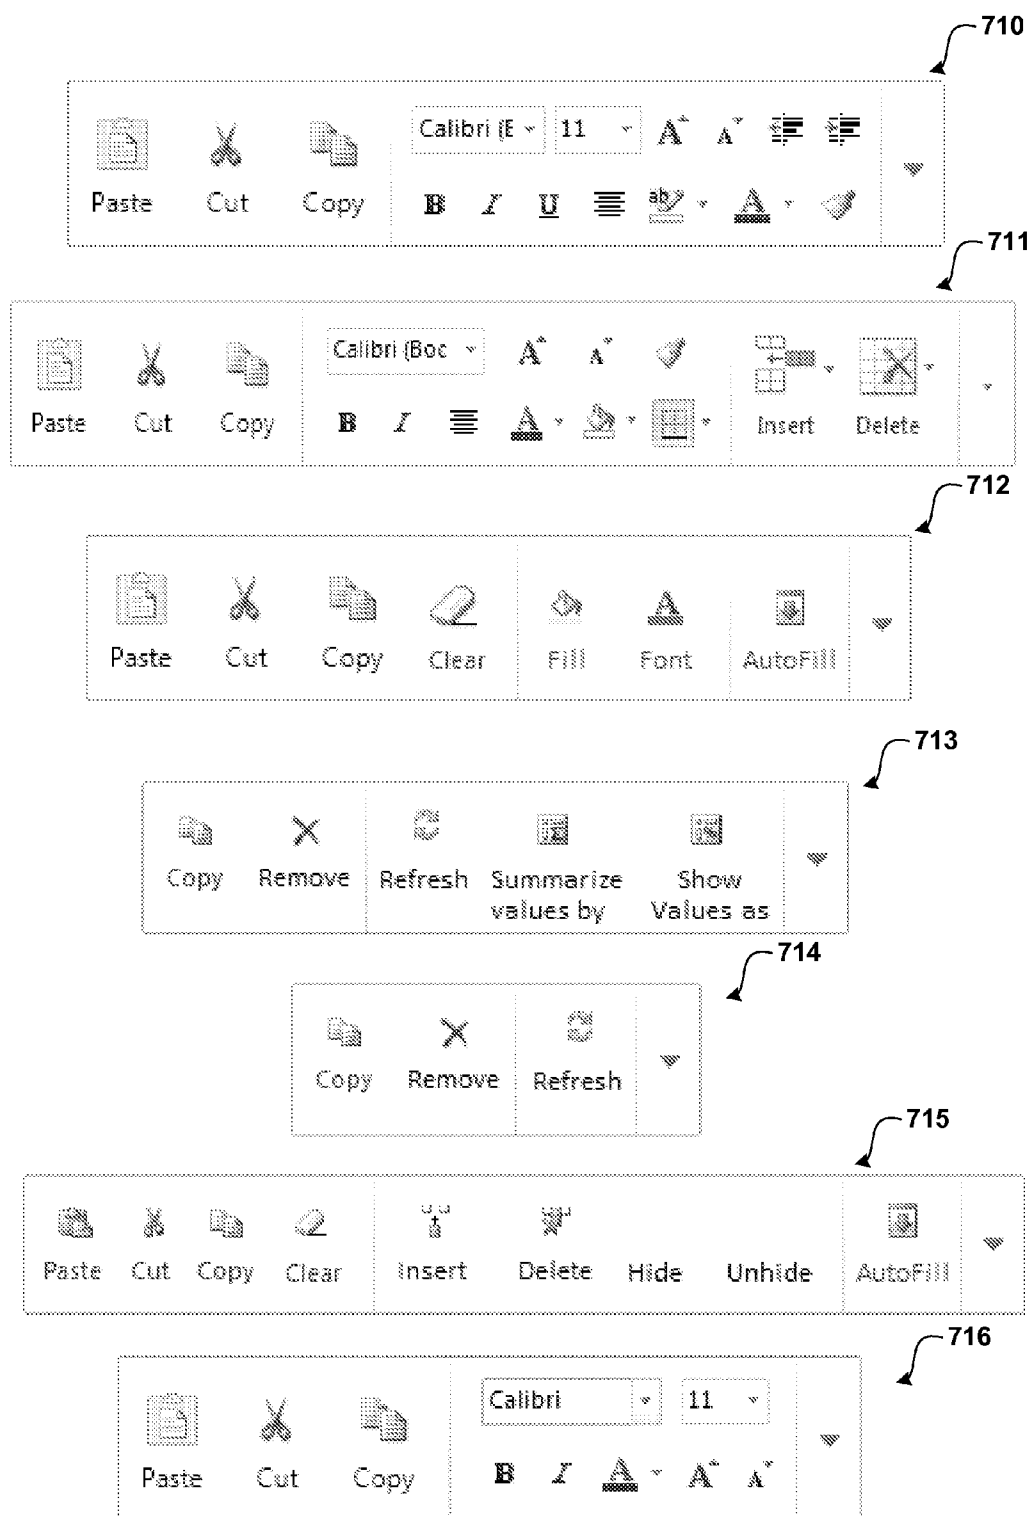 710
Calibri (E 11 A A
Paste Cut Copy B I U ab A
711
Calibri (Boc A A
Paste Cut Copy B I A Insert Delete
712
A
Paste Cut Copy Clear Fill Font AutoFill
713
Copy Remove Refresh Summarize values by Show Values as
714
Copy Remove Refresh
715
Paste Cut Copy Clear Insert Delete Hide Unhide AutoFill
716
Calibri 11
Paste Cut Copy B I A A A